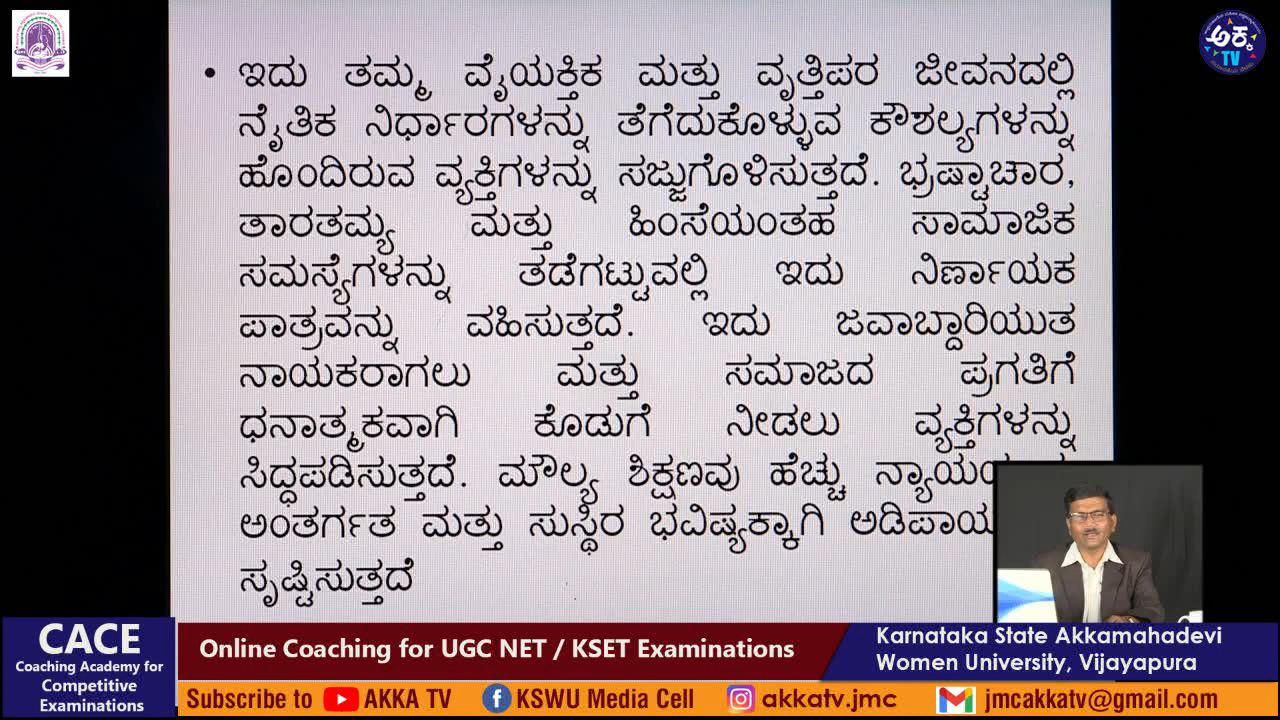 ಅಕ್ಕ
TV
• ಇದು ತಮ್ಮ ವೈಯಕ್ತಿಕ ಮತ್ತು ವೃತ್ತಿಪರ ಜೀವನದಲ್ಲಿ
ನೈತಿಕ ನಿರ್ಧಾರಗಳನ್ನು ತೆಗೆದುಕೊಳ್ಳುವ ಕೌಶಲ್ಯಗಳನ್ನು
ಹೊಂದಿರುವ ವ್ಯಕ್ತಿಗಳನ್ನು ಸಜ್ಜುಗೊಳಿಸುತ್ತದೆ. ಭ್ರಷ್ಟಾಚಾರ,
ತಾರತಮ್ಯ ಮತ್ತು ಹಿಂಸೆಯಂತಹ ಸಾಮಾಜಿಕ
ಸಮಸ್ಯೆಗಳನ್ನು ತಡೆಗಟ್ಟುವಲ್ಲಿ ಇದು ನಿರ್ಣಾಯಕ
ಪಾತ್ರವನ್ನು ವಹಿಸುತ್ತದೆ. ಇದು ಜವಾಬ್ದಾರಿಯುತ
ನಾಯಕರಾಗಲು ಮತ್ತು ಸಮಾಜದ ಪ್ರಗತಿಗೆ
ಧನಾತ್ಮಕವಾಗಿ ಕೊಡುಗೆ ನೀಡಲು ವ್ಯಕ್ತಿಗಳನ್ನು
ಸಿದ್ಧಪಡಿಸುತ್ತದೆ. ಮೌಲ್ಯ ಶಿಕ್ಷಣವು ಹೆಚ್ಚು
ಅಂತರ್ಗತ ಮತ್ತು ಸುಸ್ಥಿರ ಭವಿಷ್ಯಕ್ಕಾಗಿ
ಸೃಷ್ಟಿಸುತ್ತದೆ
CACE
Coaching Academy for
Competitive
Examinations
Online Coaching for UGC NET / KSET Examinations
Karnataka State Akkamahadevi
Women University, Vijayapura
Subscribe to AKKA TV KSWU Media Cell akkatv.jmc jmcakkatv@gmail.com